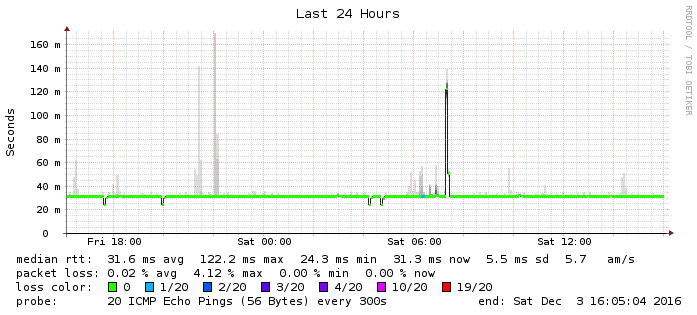 Last 24 Hours
RRDTOOL / TOBI OETIKER
Seconds
160 m
140 m
120 m
100 m
80 m
60 m
40 m
20 m
0
Fri 18:00 Sat 00:00 Sat 06:00 Sat 12:00
median rtt: 31.6 ms avg 122.2 ms max 24.3 ms min 31.3 ms now 5.5 ms sd 5.7 am/s
packet loss: 0.02 % avg 4.12 % max 0.00 % min 0.00 % now
loss color: 0 1/20 2/20 3/20 4/20 10/20 19/20
probe: 20 ICMP Echo Pings (56 Bytes) every 300s end: Sat Dec 3 16:05:04 2016